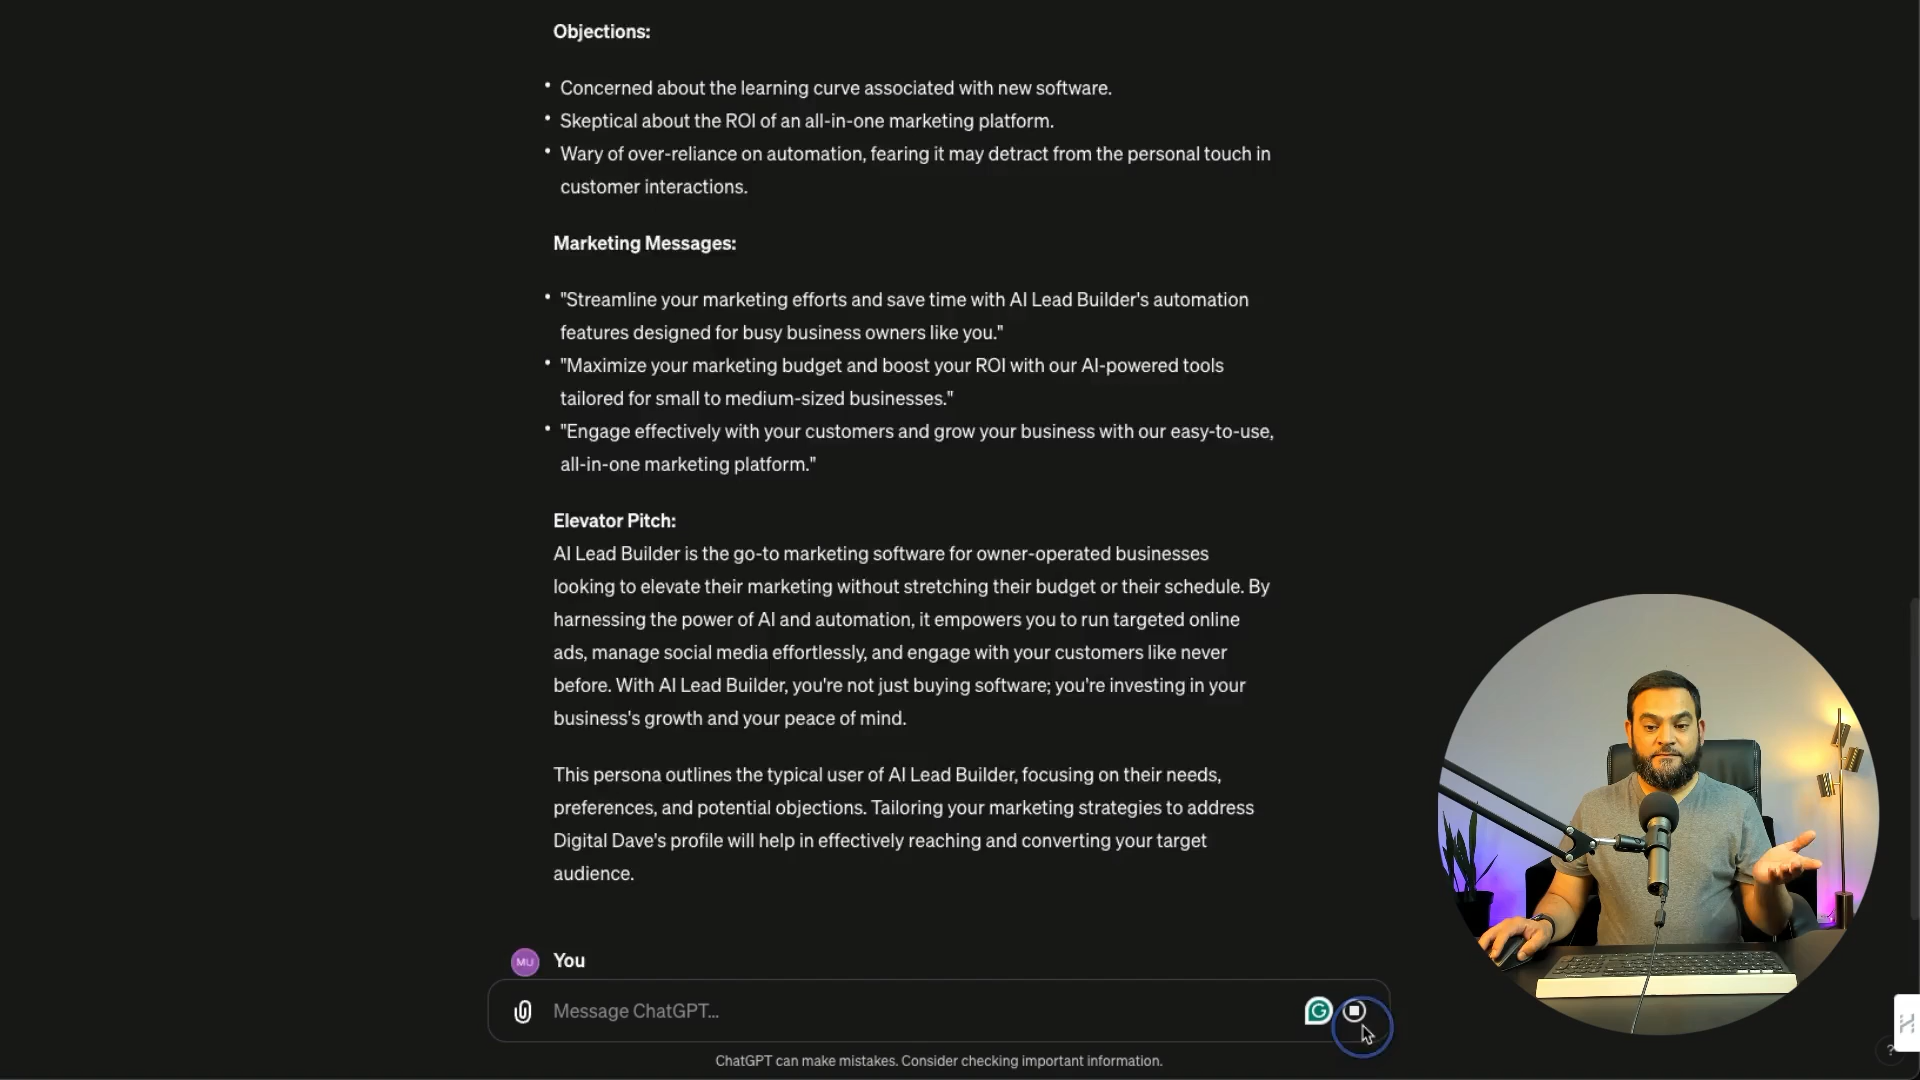 Objections:
• Concerned about the learning curve associated with new software.
• Skeptical about the ROI of an all-in-one marketing platform.
• Wary of over-reliance on automation, fearing it may detract from the personal touch in
customer interactions.
Marketing Messages:
• "Streamline your marketing efforts and save time with AI Lead Builder's automation
features designed for busy business owners like you."
• "Maximize your marketing budget and boost your ROI with our AI-powered tools
tailored for small to medium-sized businesses."
• "Engage effectively with your customers and grow your business with our easy-to-use,
all-in-one marketing platform."
Elevator Pitch:
AI Lead Builder is the go-to marketing software for owner-operated businesses
looking to elevate their marketing without stretching their budget or their schedule. By
harnessing the power of AI and automation, it empowers you to run targeted online
ads, manage social media effortlessly, and engage with your customers like never
before. With AI Lead Builder, you're not just buying software; you're investing in your
business's growth and your peace of mind.
This persona outlines the typical user of AI Lead Builder, focusing on their needs,
preferences, and potential objections. Tailoring your marketing strategies to address
Digital Dave's profile will help in effectively reaching and converting your target
audience.
MU You
Message ChatGPT...
ChatGPT can make mistakes. Consider checking important information.
?